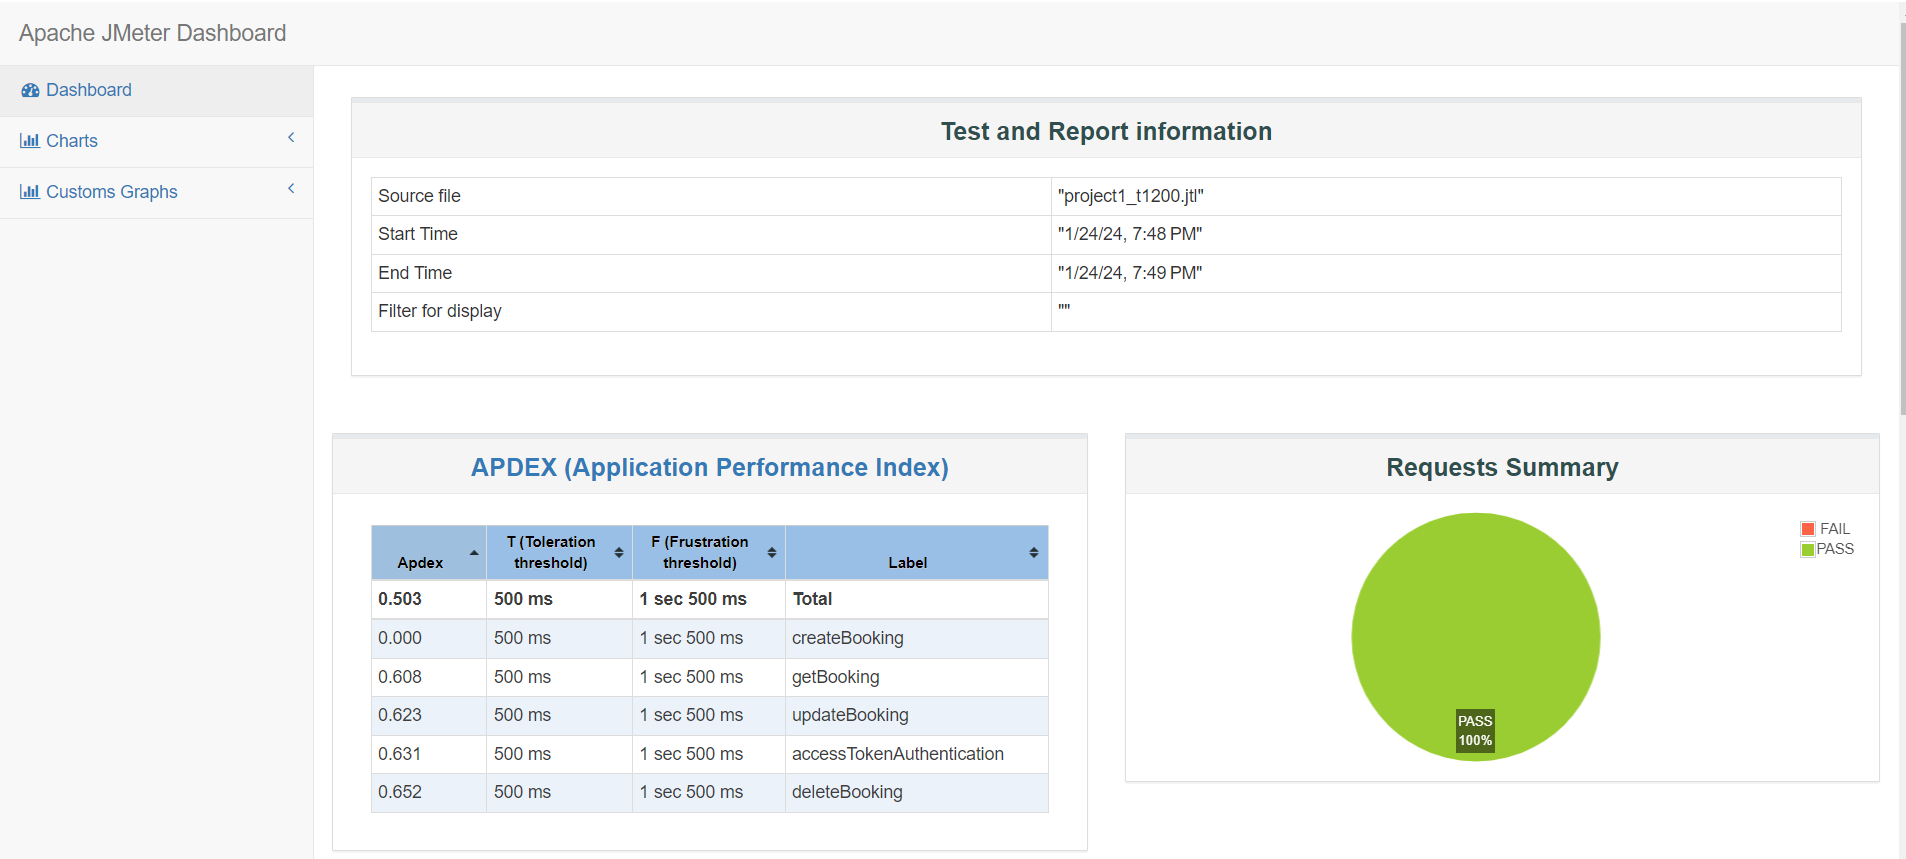 Apache JMeter Dashboard
Dashboard
Charts
Customs Graphs
Test and Report information
Source file "project1_t1200.jtl"
Start Time "1/24/24, 7:48 PM"
End Time "1/24/24, 7:49 PM"
Filter for display ""
APDEX (Application Performance Index)
Apdex T (Toleration threshold) F (Frustration threshold) Label
0.503 500 ms 1 sec 500 ms Total
0.000 500 ms 1 sec 500 ms createBooking
0.608 500 ms 1 sec 500 ms getBooking
0.623 500 ms 1 sec 500 ms updateBooking
0.631 500 ms 1 sec 500 ms accessTokenAuthentication
0.652 500 ms 1 sec 500 ms deleteBooking
Requests Summary
FAIL
PASS
PASS
100%